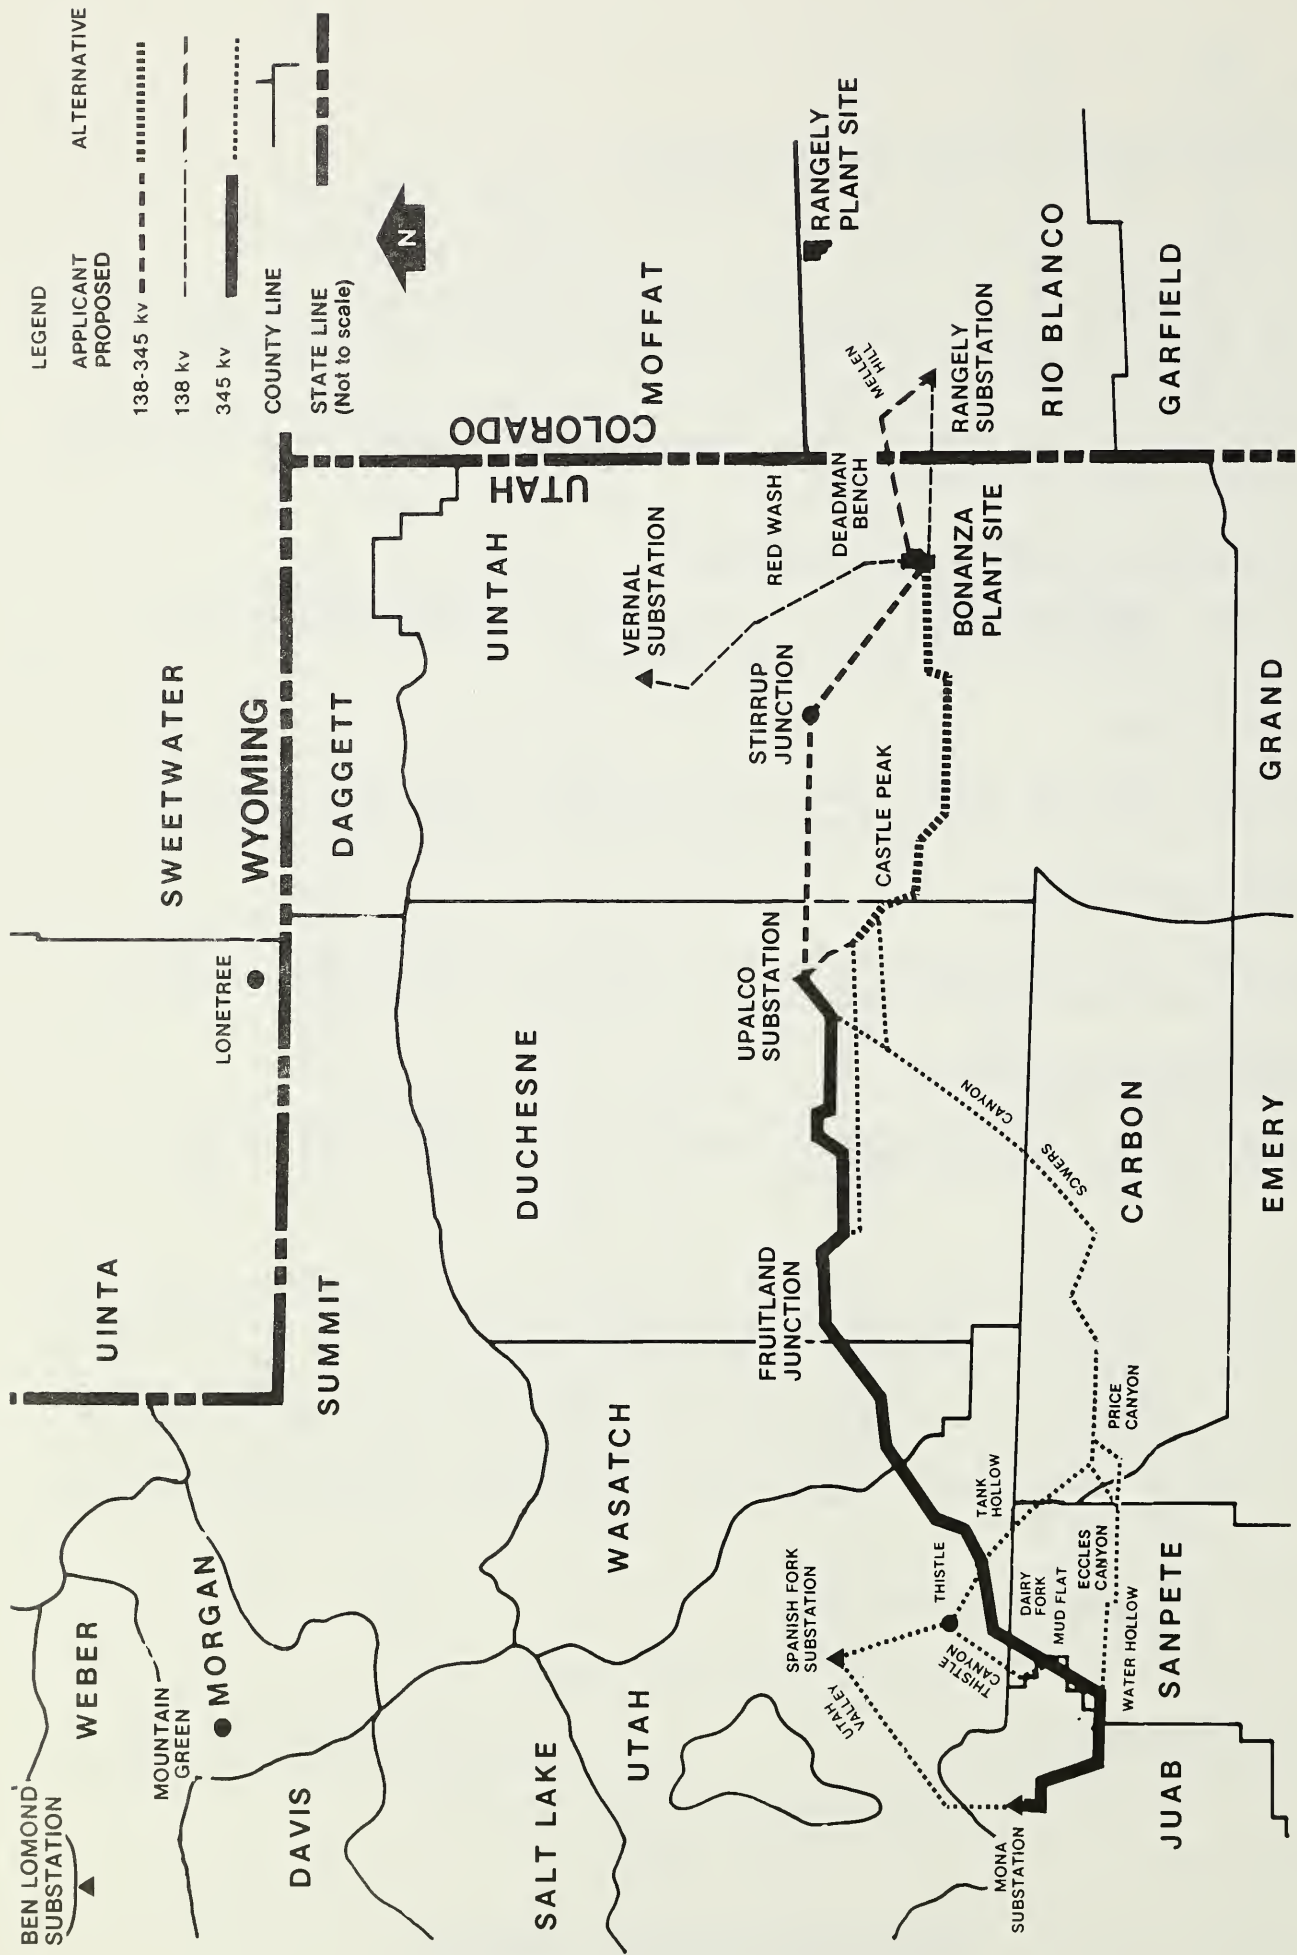 LEGEND
APPLICANT
PROPOSED
ALTERNATIVE
138-345 kv
138 kv
345 kv
COUNTY LINE
STATE LINE
(Not to scale)
N
BEN LOMOND
SUBSTATION
WEBER
UINTA
MOUNTAIN
GREEN
MORGAN
LONETREE
SWEETWATER
WYOMING
SUMMIT
DAGGETT
DAVIS
UINTAH
UTAH
COLORADO
MOFFAT
DUCHESNE
SALT LAKE
WASATCH
UTAH
VERNAL
SUBSTATION
RED WASH
DEADMAN
BENCH
MELLEN
HILL
RANGELY
PLANT SITE
STIRRUP
JUNCTION
UPALCO
SUBSTATION
FRUITLAND
JUNCTION
SPANISH FORK
SUBSTATION
UTAH
VALLEY
CASTLE PEAK
BONANZA
PLANT SITE
RANGELY
SUBSTATION
THISTLE
THISTLE
CANYON
TANK
HOLLOW
SOWERS
CANYON
RIO BLANCO
MONA
SUBSTATION
DAIRY
FORK
MUD FLAT
ECCLES
CANYON
PRICE
CANYON
WATER HOLLOW
CARBON
GARFIELD
JUAB
SANPETE
EMERY
GRAND